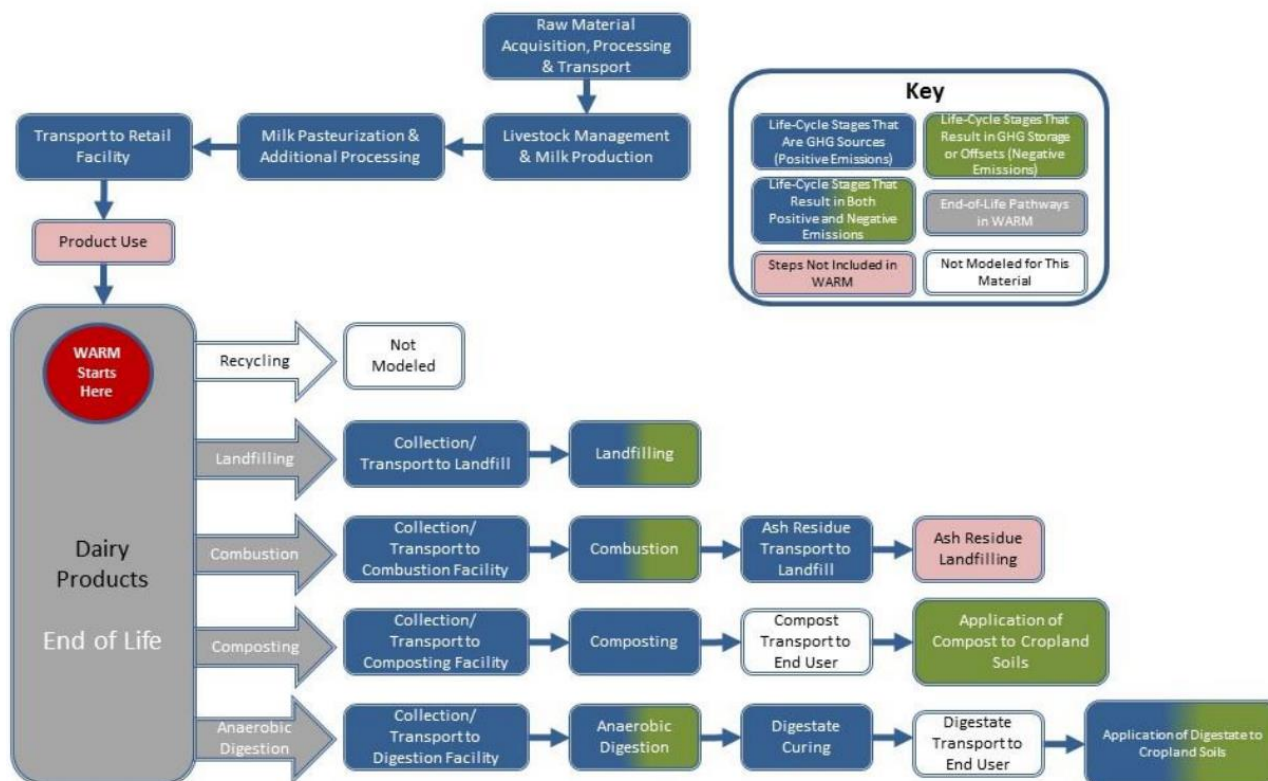 Raw Material
Acquisition, Processing
& Transport
Transport to Retail
Facility
Milk Pasteurization &
Additional Processing
Livestock Management
& Milk Production
Product Use
Key
Life-Cycle Stages That
Are GHG Sources
(Positive Emissions)
Life-Cycle Stages That
Result in GHG Storage
or Offsets (Negative
Emissions)
Life-Cycle Stages That
Result in Both
Positive and Negative
Emissions
End-of-Life Pathways
in WARM
Steps Not Included in
WARM
Not Modeled for This
Material
WARM
Starts
Here
Dairy
Products
End of Life
Recycling
Not
Modeled
Landfilling
Collection/
Transport to Landfill
Landfilling
Combustion
Collection/
Transport to
Combustion Facility
Combustion
Ash Residue
Transport to
Landfill
Ash Residue
Landfilling
Composting
Collection/
Transport to
Composting Facility
Composting
Compost
Transport to
End User
Application of
Compost to Cropland
Soils
Anaerobic
Digestion
Collection/
Transport to
Digestion Facility
Anaerobic
Digestion
Digestate
Curing
Digestate
Transport to
End User
Application of Digestate to
Cropland Soils